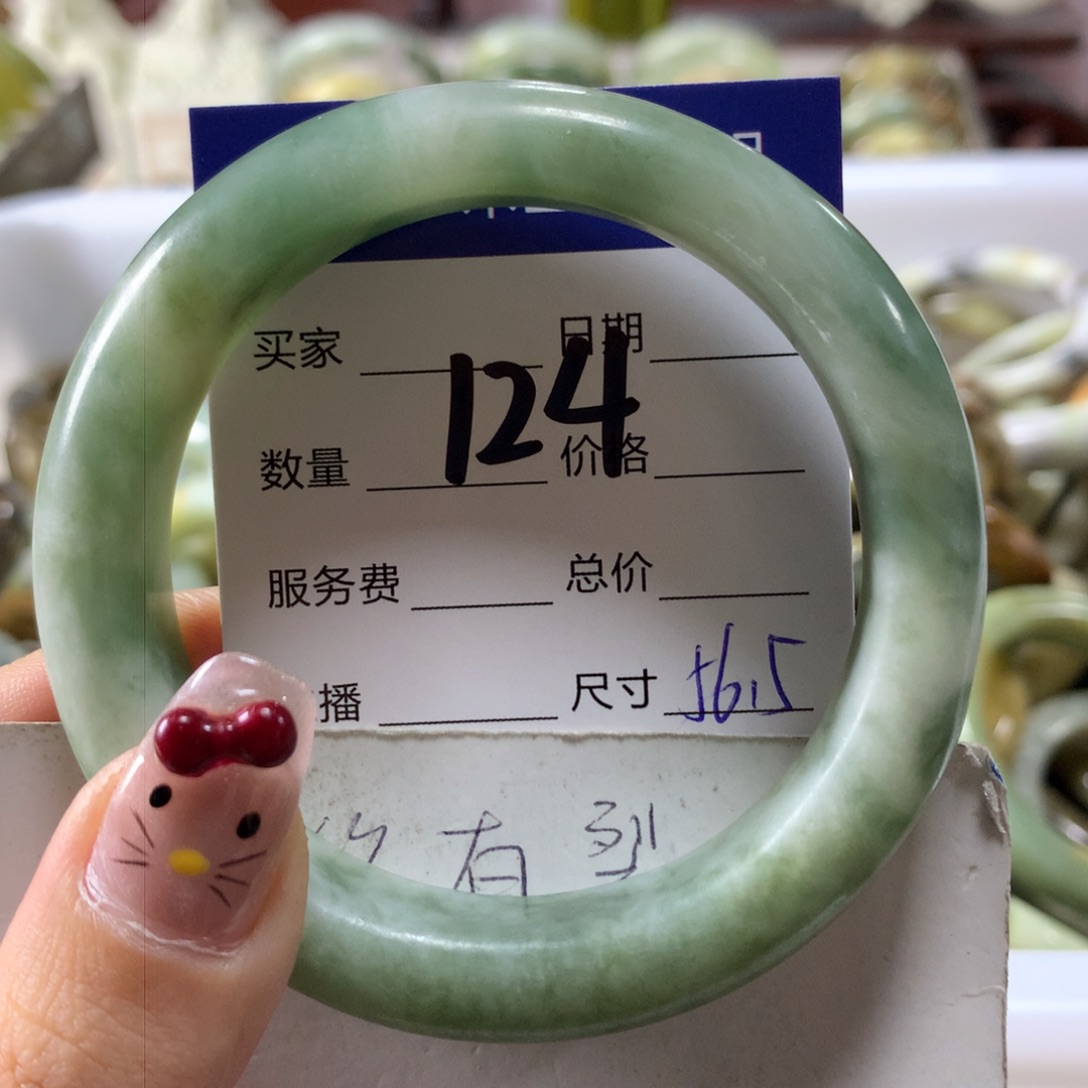 买家 日期
124
数量 价格
服务费 总价
播
尺寸 56.5
有裂